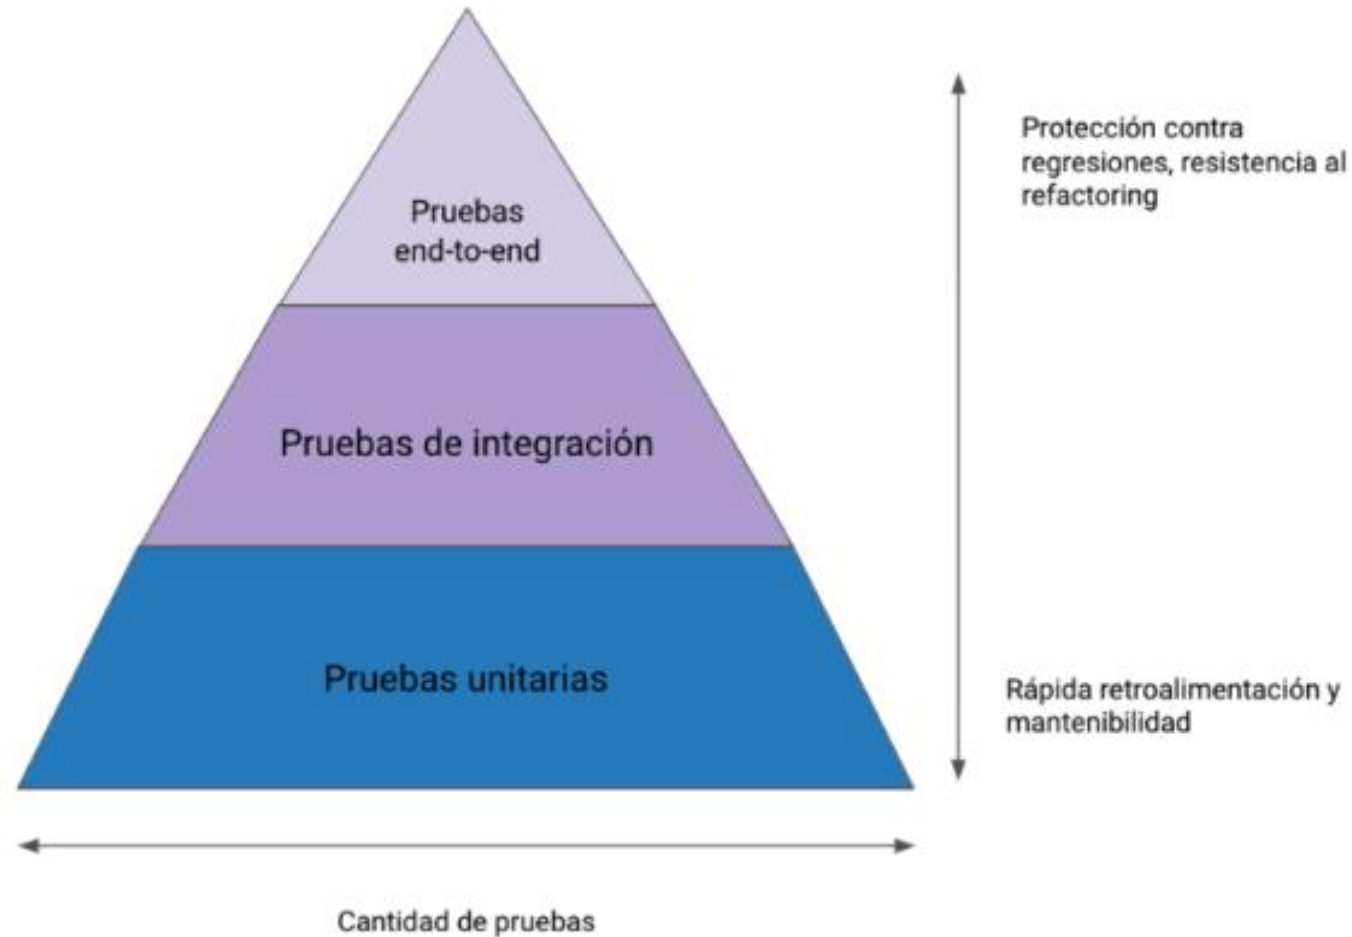 Pruebas
end-to-end
Pruebas de integración
Pruebas unitarias
Protección contra
regresiones, resistencia al
refactoring
Rápida retroalimentación y
mantenibilidad
Cantidad de pruebas